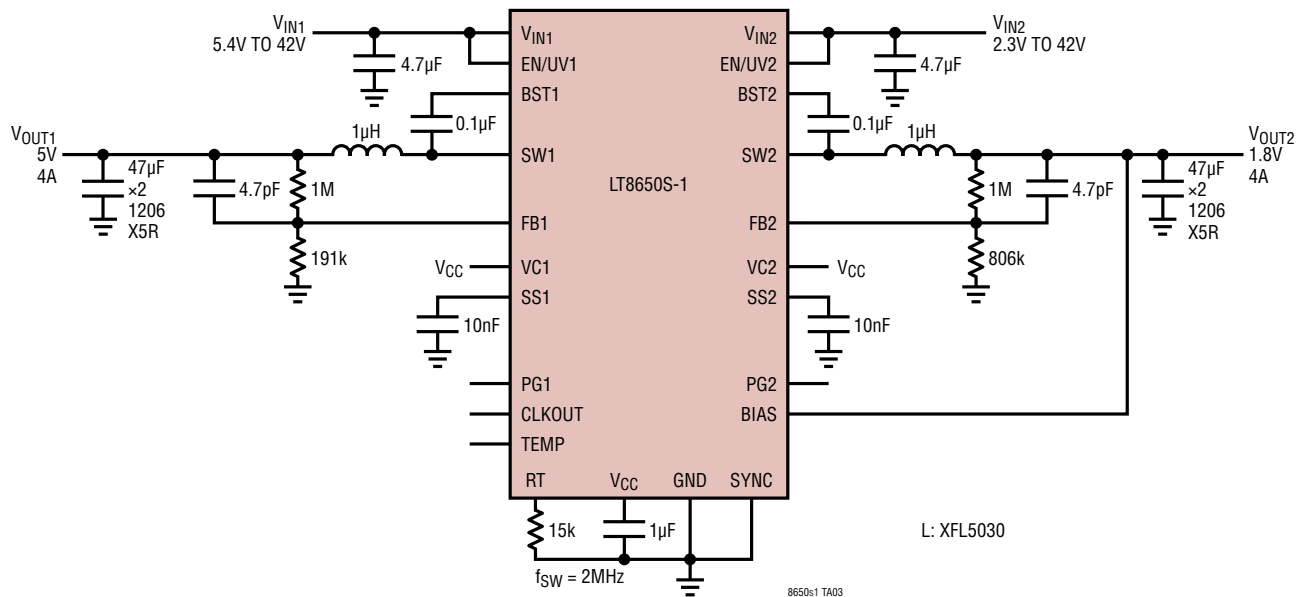 VIN1
5.4V TO 42V
4.7µF
VIN1
EN/UV1
BST1
0.1µF
1µH
SW1
VOUT1
5V
4A
47µF
×2
1206
X5R
4.7pF
1M
FB1
191k
VCC
VC1
SS1
10nF
PG1
CLKOUT
TEMP
RT
VCC
GND
SYNC
15k
1µF
fSW = 2MHz
LT8650S-1
VIN2
EN/UV2
BST2
SW2
FB2
VC2
SS2
PG2
BIAS
VIN2
2.3V TO 42V
4.7µF
0.1µF
1µH
VOUT2
1.8V
4A
47µF
×2
1206
X5R
1M
4.7pF
806k
VCC
10nF
L: XFL5030
8650s1 TA03